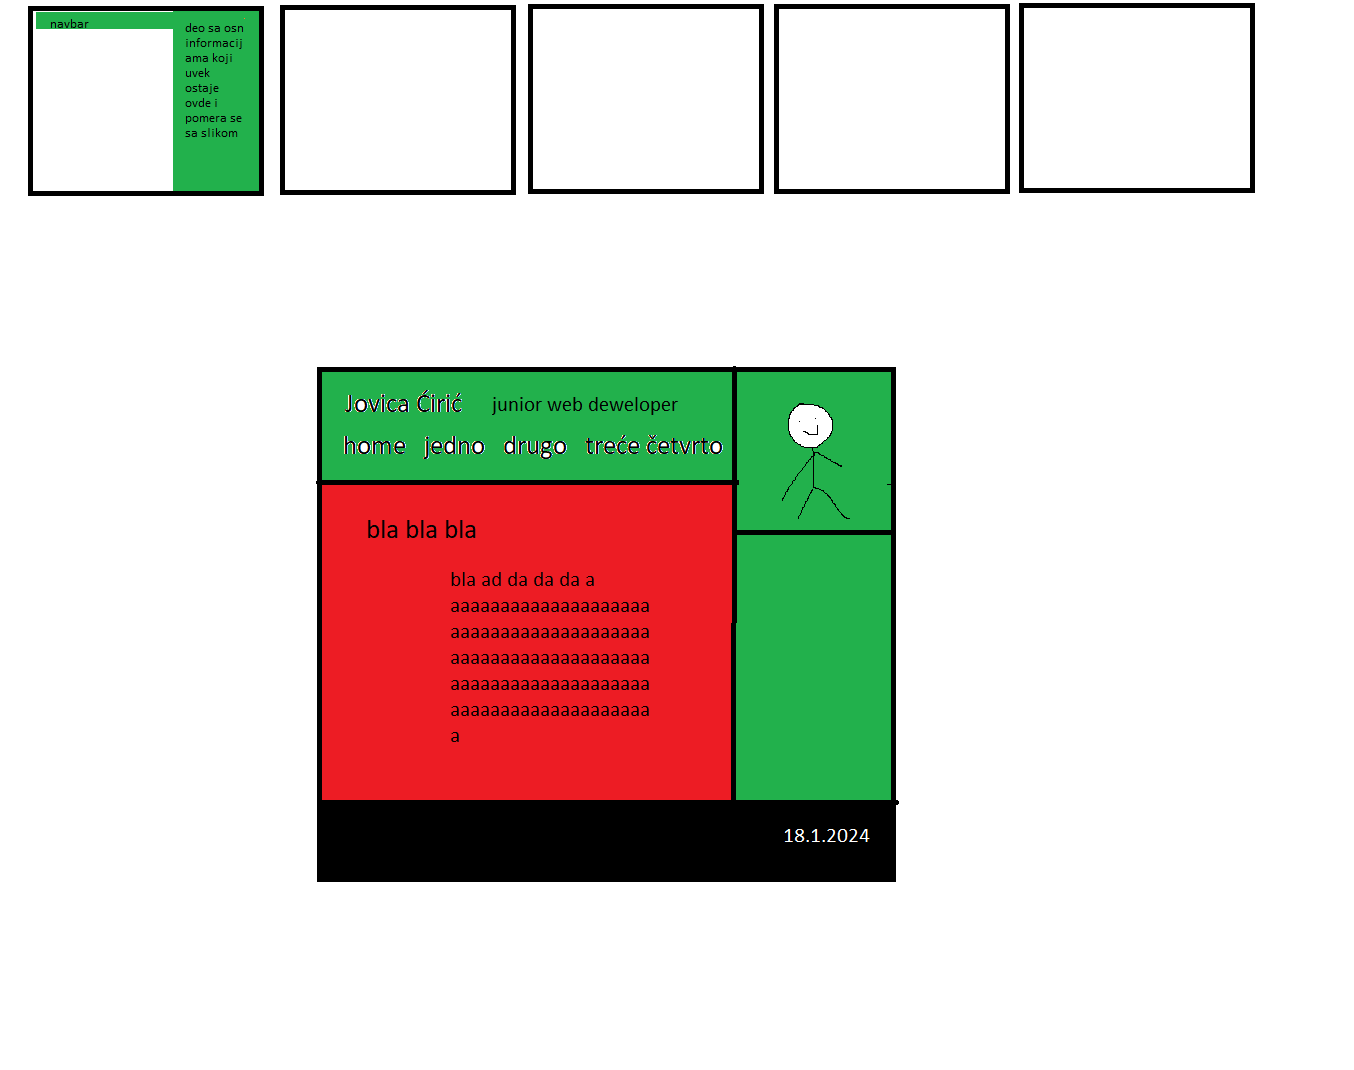 navbar
deo sa osn
informacij
ama koji
uvek
ostaje
ovde i
pomera se
sa slikom
Jovica Ćirić junior web deweloper
home jedno drugo treće četvrto
bla bla bla
bla ad da da da a
aaaaaaaaaaaaaaaaaaaa
aaaaaaaaaaaaaaaaaaaa
aaaaaaaaaaaaaaaaaaaa
aaaaaaaaaaaaaaaaaaaa
aaaaaaaaaaaaaaaaaaaa
a
18.1.2024